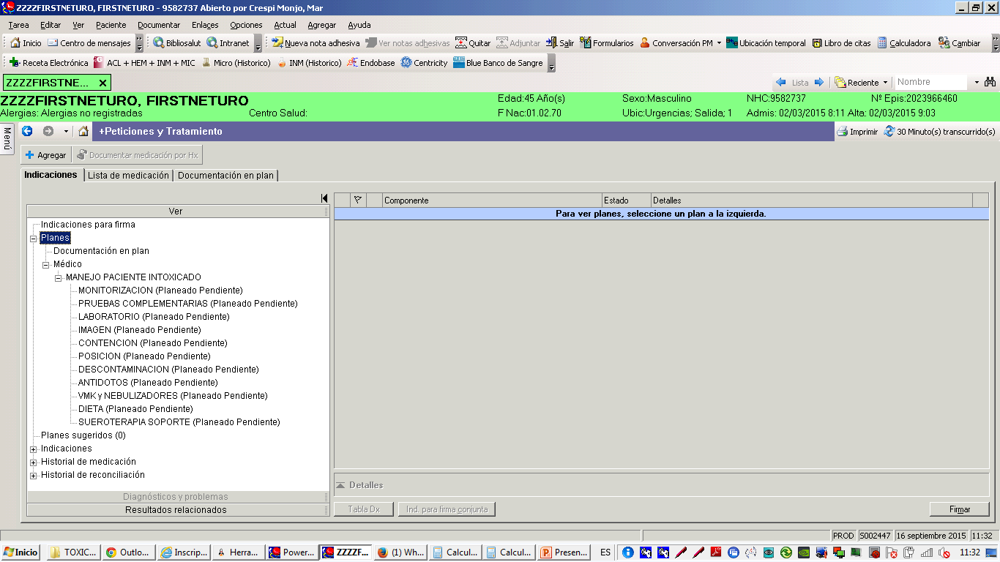 ZZZZFIRSTNETURO, FIRSTNETURO - 9582737 Abierto por Crespi Monjo, Mar
Tarea Editar Ver Paciente Documentar Enlaces Opciones Actual Agregar Ayuda
Inicio Centro de mensajes Bibliosalut Intranet Nueva nota adhesiva Ver notas adhesivas Quitar Adjuntar Salir Formularios Conversación PM Ubicación temporal Libro de citas Calculadora Cambiar
Receta Electrónica ACL + HEM + INM + MIC Micro (Historico) INM (Historico) Endobase Centricity Blue Banco de Sangre
ZZZZFIRSTNE... Lista Reciente Nombre
ZZZZFIRSTNETURO, FIRSTNETURO Edad:45 Año(s) Sexo:Masculino NHC:9582737 Nº Epis:2023966460
Alergias: Alergias no registradas Centro Salud: F Nac:01.02.70 Ubic:Urgencias; Salida; 1 Admis: 02/03/2015 8:11 Alta: 02/03/2015 9:03
Menú
+Peticiones y Tratamiento Imprimir 30 Minuto(s) transcurrido(s)
Agregar Documentar medicación por Hx
Indicaciones Lista de medicación Documentación en plan
Componente Estado Detalles
Ver
Para ver planes, seleccione un plan a la izquierda.
Indicaciones para firma
Planes
Documentación en plan
Médico
MANEJO PACIENTE INTOXICADO
MONITORIZACION (Planeado Pendiente)
PRUEBAS COMPLEMENTARIAS (Planeado Pendiente)
LABORATORIO (Planeado Pendiente)
IMAGEN (Planeado Pendiente)
CONTENCION (Planeado Pendiente)
POSICION (Planeado Pendiente)
DESCONTAMINACION (Planeado Pendiente)
ANTIDOTOS (Planeado Pendiente)
VMK y NEBULIZADORES (Planeado Pendiente)
DIETA (Planeado Pendiente)
SUEROTERAPIA SOPORTE (Planeado Pendiente)
Planes sugeridos (0)
Indicaciones
Historial de medicación
Historial de reconciliación
Detalles
Diagnósticos y problemas
Resultados relacionados
Tabla Dx Ind. para firma conjunta Firmar
PROD 5002447 16 septiembre 2015 11:32
Inicio TOXIC... Outlo... Inscrip... Herra... Power... ZZZZF... (1) Wh... Calcul... Calcul... Presen... ES 11:32